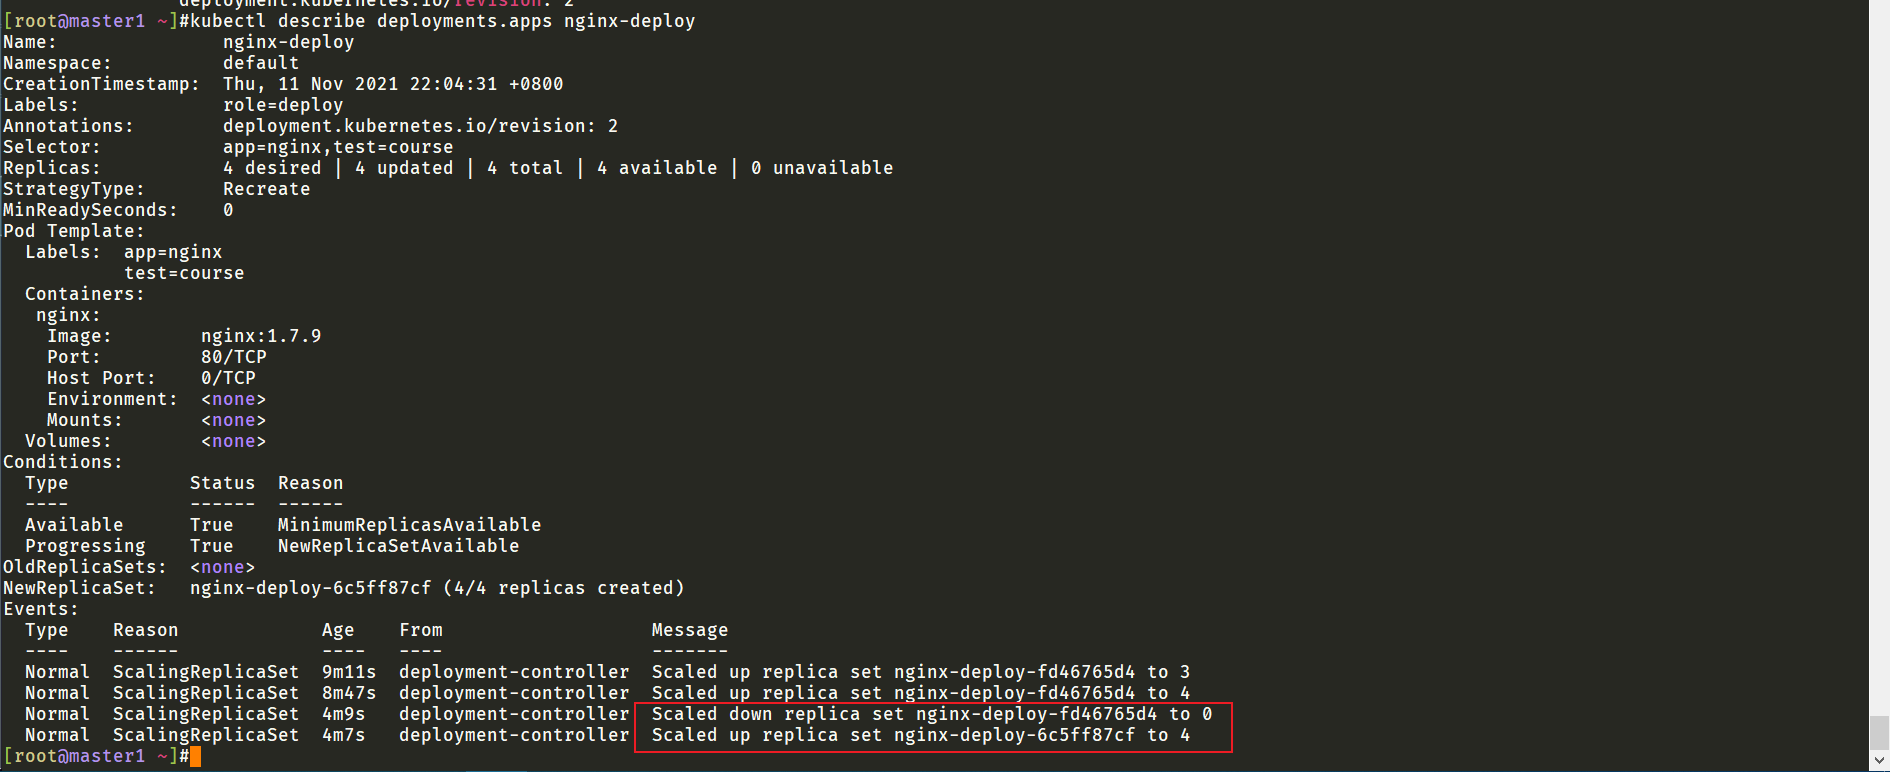 deployment.kubernetes.io/revision: 2
[root@master1 ~]#kubectl describe deployments.apps nginx-deploy
Name:                   nginx-deploy
Namespace:              default
CreationTimestamp:      Thu, 11 Nov 2021 22:04:31 +0800
Labels:                 role=deploy
Annotations:            deployment.kubernetes.io/revision: 2
Selector:               app=nginx,test=course
Replicas:               4 desired | 4 updated | 4 total | 4 available | 0 unavailable
StrategyType:           Recreate
MinReadySeconds:        0
Pod Template:
  Labels:  app=nginx
           test=course
  Containers:
   nginx:
    Image:        nginx:1.7.9
    Port:         80/TCP
    Host Port:    0/TCP
    Environment:  <none>
    Mounts:       <none>
  Volumes:        <none>
Conditions:
  Type           Status  Reason
  ----           ------  ------
  Available      True    MinimumReplicasAvailable
  Progressing    True    NewReplicaSetAvailable
OldReplicaSets:  <none>
NewReplicaSet:   nginx-deploy-6c5ff87cf (4/4 replicas created)
Events:
  Type    Reason             Age    From                   Message
  ----    ------             ----   ----                   -------
  Normal  ScalingReplicaSet  9m11s  deployment-controller  Scaled up replica set nginx-deploy-fd46765d4 to 3
  Normal  ScalingReplicaSet  8m47s  deployment-controller  Scaled up replica set nginx-deploy-fd46765d4 to 4
  Normal  ScalingReplicaSet  4m9s   deployment-controller  Scaled down replica set nginx-deploy-fd46765d4 to 0
  Normal  ScalingReplicaSet  4m7s   deployment-controller  Scaled up replica set nginx-deploy-6c5ff87cf to 4
[root@master1 ~]#